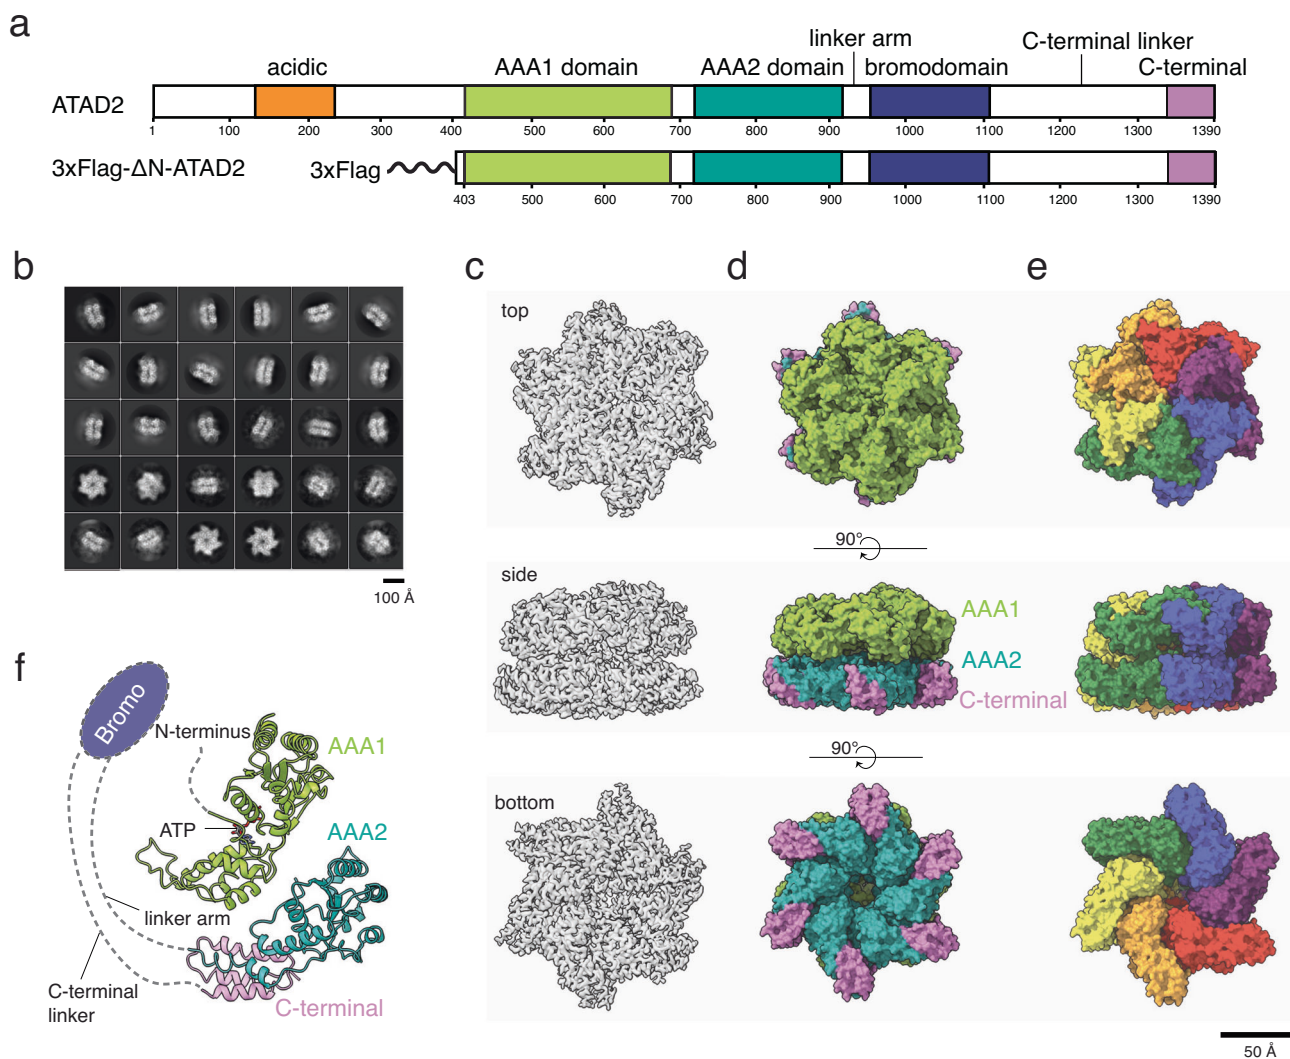 a
linker arm
C-terminal linker
acidic
AAA1 domain
AAA2 domain
bromodomain
C-terminal
ATAD2
1 100 200 300 400 500 600 700 800 900 1000 1100 1200 1300 1390
3xFlag-ΔN-ATAD2
3xFlag
403 500 600 700 800 900 1000 1100 1200 1300 1390
b
100 Å
c
d
e
top
90°
side
AAA1
AAA2
C-terminal
90°
bottom
50 Å
f
Bromo
N-terminus
AAA1
ATP
AAA2
linker arm
C-terminal
linker
C-terminal